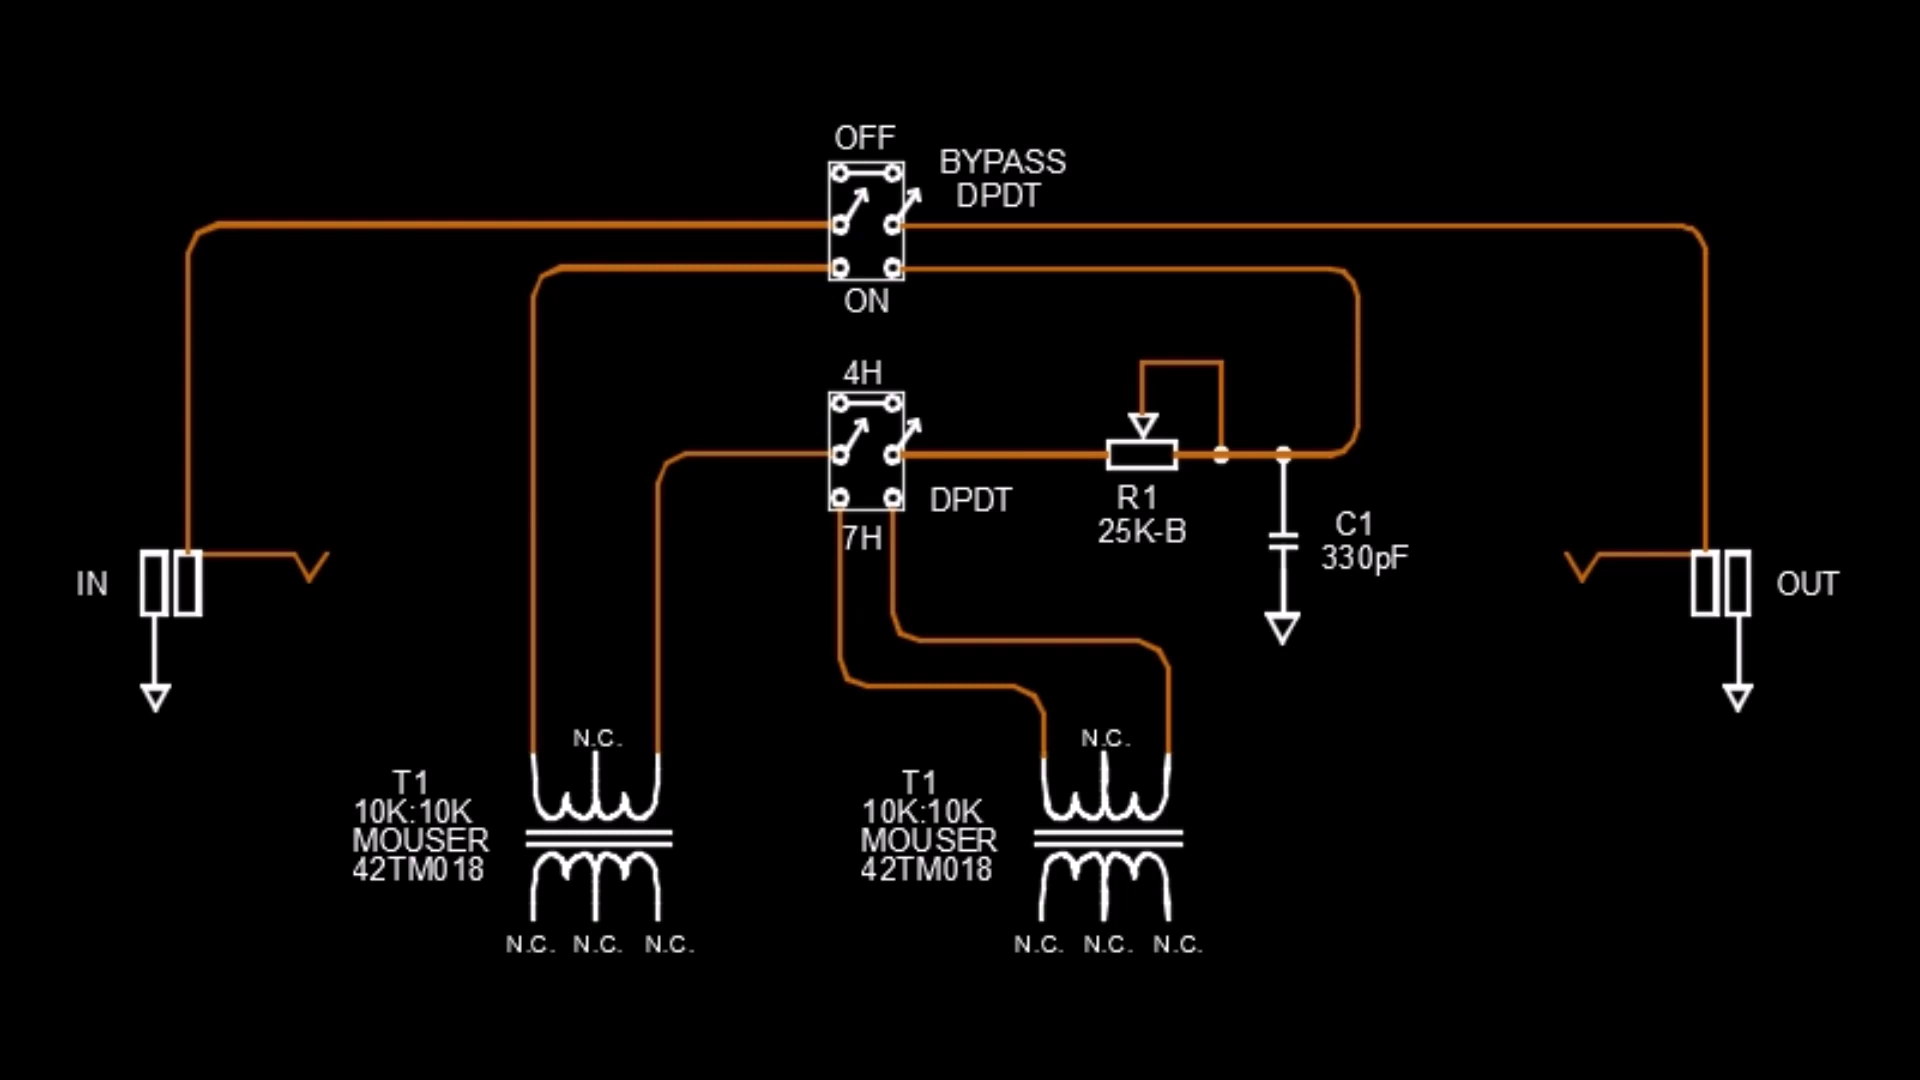 OFF
BYPASS
DPDT
ON
4H
DPDT
7H
R1
25K-B
C1
330pF
IN
OUT
N.C.
N.C.
T1
10K:10K
MOUSER
42TM018
T1
10K:10K
MOUSER
42TM018
N.C. N.C. N.C.
N.C. N.C. N.C.